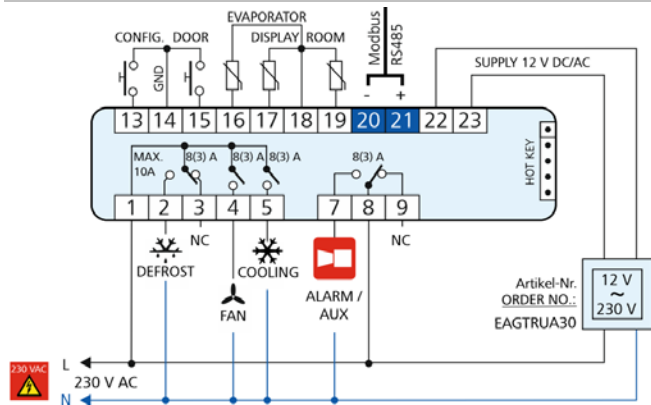 EVAPORATOR
CONFIG. DOOR
DISPLAY ROOM
GND
Modbus
RS485
SUPPLY 12 V DC/AC
- +
13 14 15 16 17 18 19 20 21 22 23
MAX.
10A
8(3) A 8(3) A 8(3) A
8(3) A
HOT KEY
1 2 3 4 5 7 8 9
NC
NC
DEFROST
COOLING
FAN
ALARM /
AUX
Artikel-Nr.
ORDER NO.:
EAGTRUA30
12 V
~
230 V
230 VAC
L
230 V AC
N